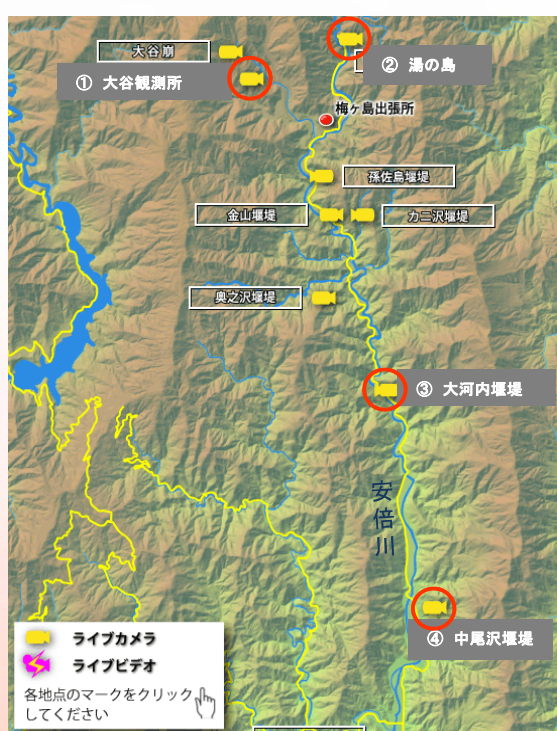 大谷崩
② 湯の島
① 大谷観測所
梅ヶ島出張所
孫佐島堰堤
金山堰堤
カ二沢堰堤
奥之沢堰堤
③ 大河内堰堤
安倍川
④ 中尾沢堰堤
ライブカメラ
ライブビデオ
各地点のマークをクリック
してください